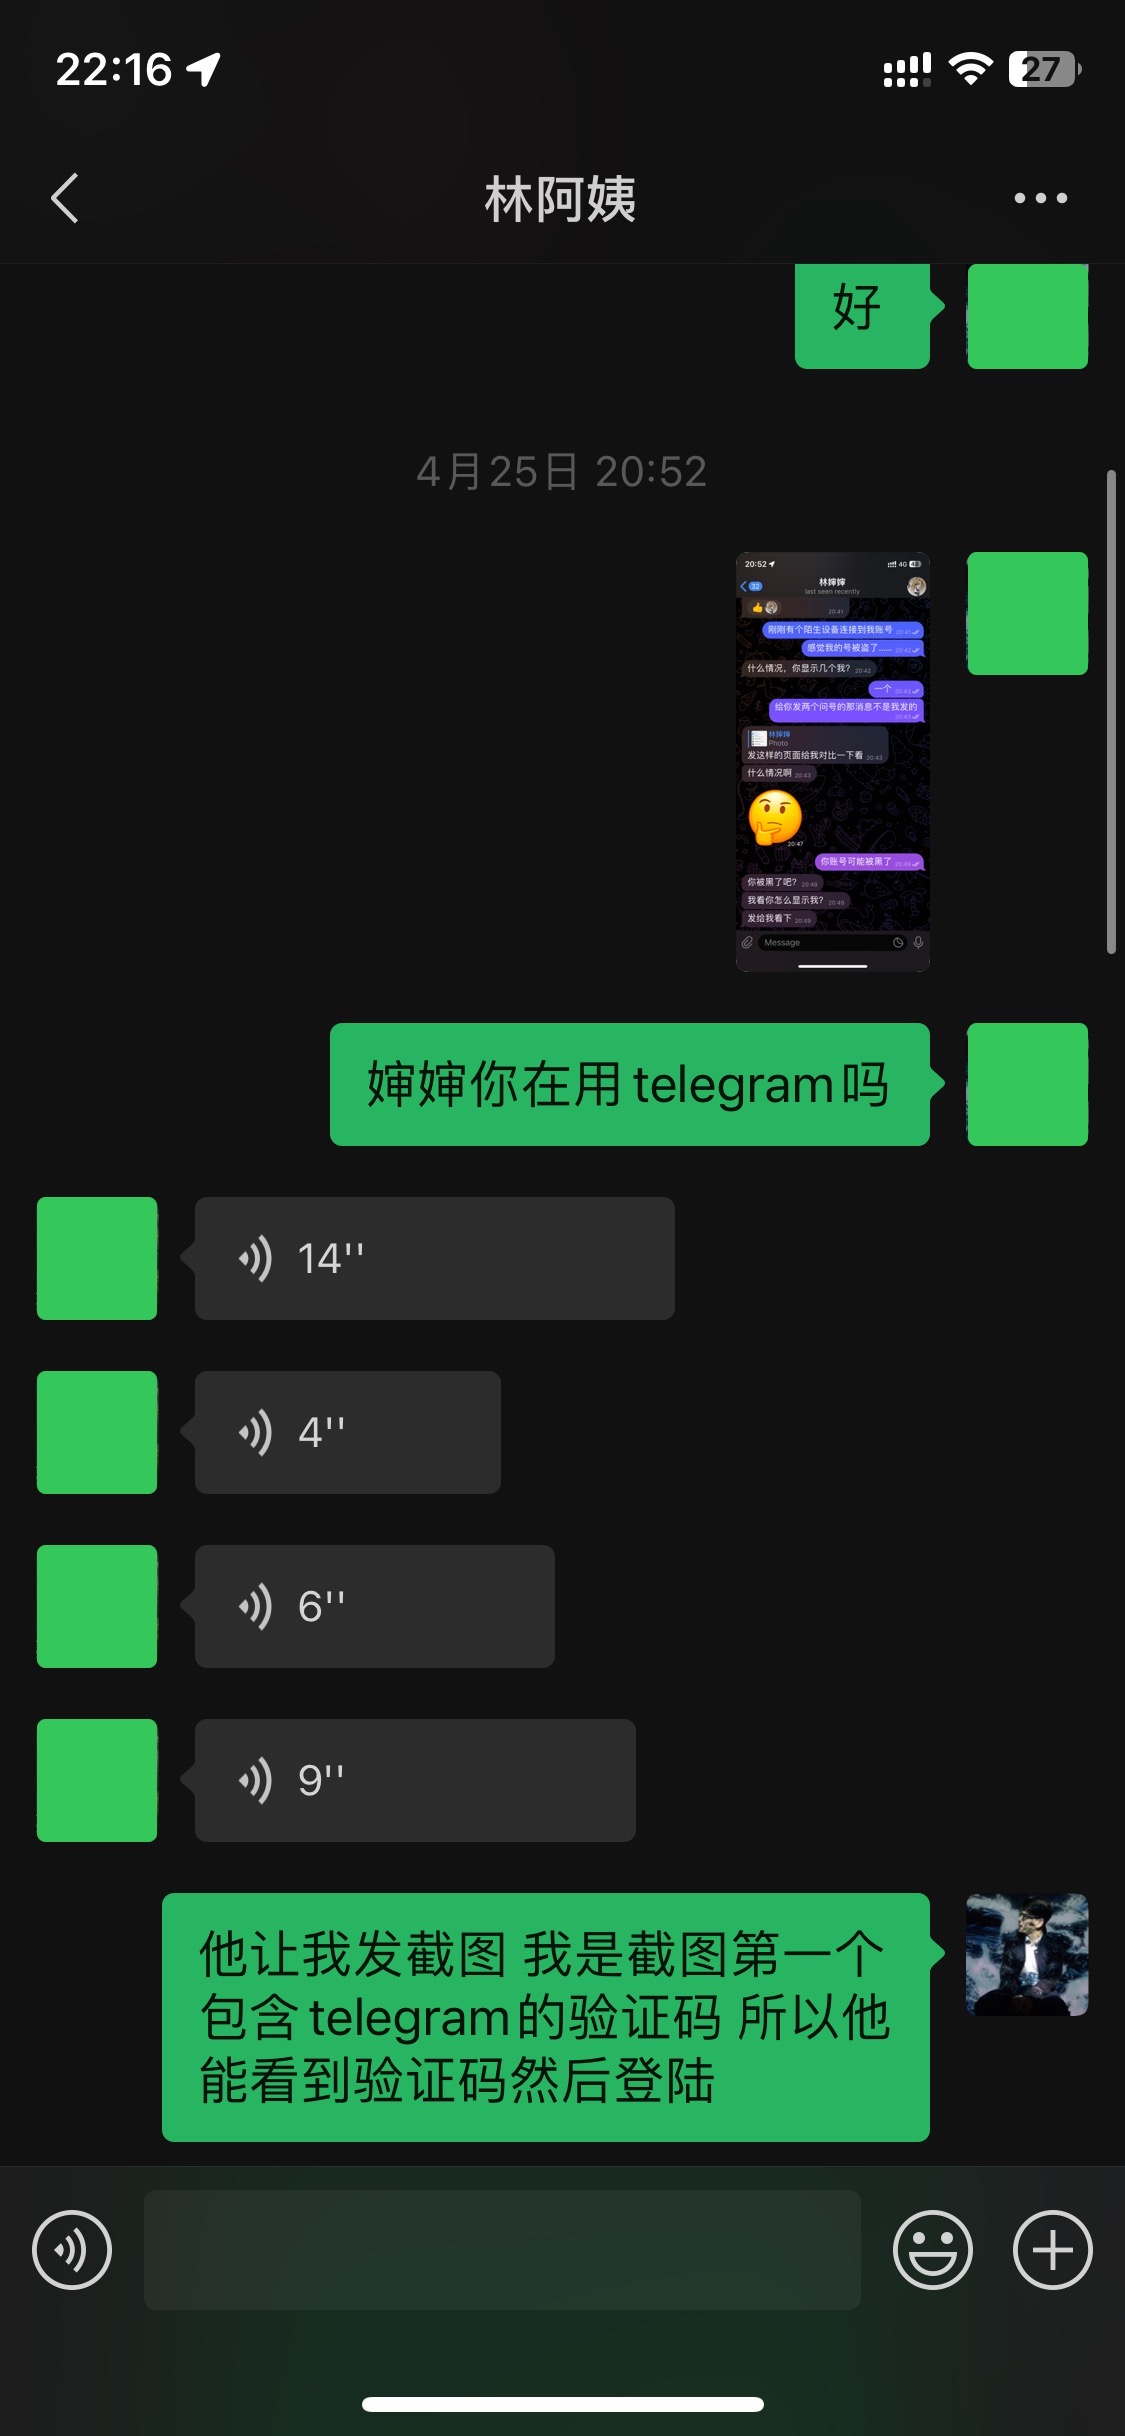 22:16
27
林阿姨
好
4月25日 20:52
20:52
4G
32
林婶婶
last seen recently
20:41
刚刚有个陌生设备连接到我账号
感觉我的号被盗了…… 20:42
什么情况，你显示几个我? 20:42
一个 20:43
给你发两个问号的那消息不是我发的
20:43
林婶婶
Photo
发这样的页面给我对比一下看 20:43
什么情况啊 20:43
20:47
你账号可能被黑了 20:49
你被黑了吧? 20:49
我看你怎么显示我? 20:49
发给我看下 20:49
Message
婶婶你在用telegram吗
14''
4''
6''
9''
他让我发截图 我是截图第一个
包含telegram的验证码 所以他
能看到验证码然后登陆